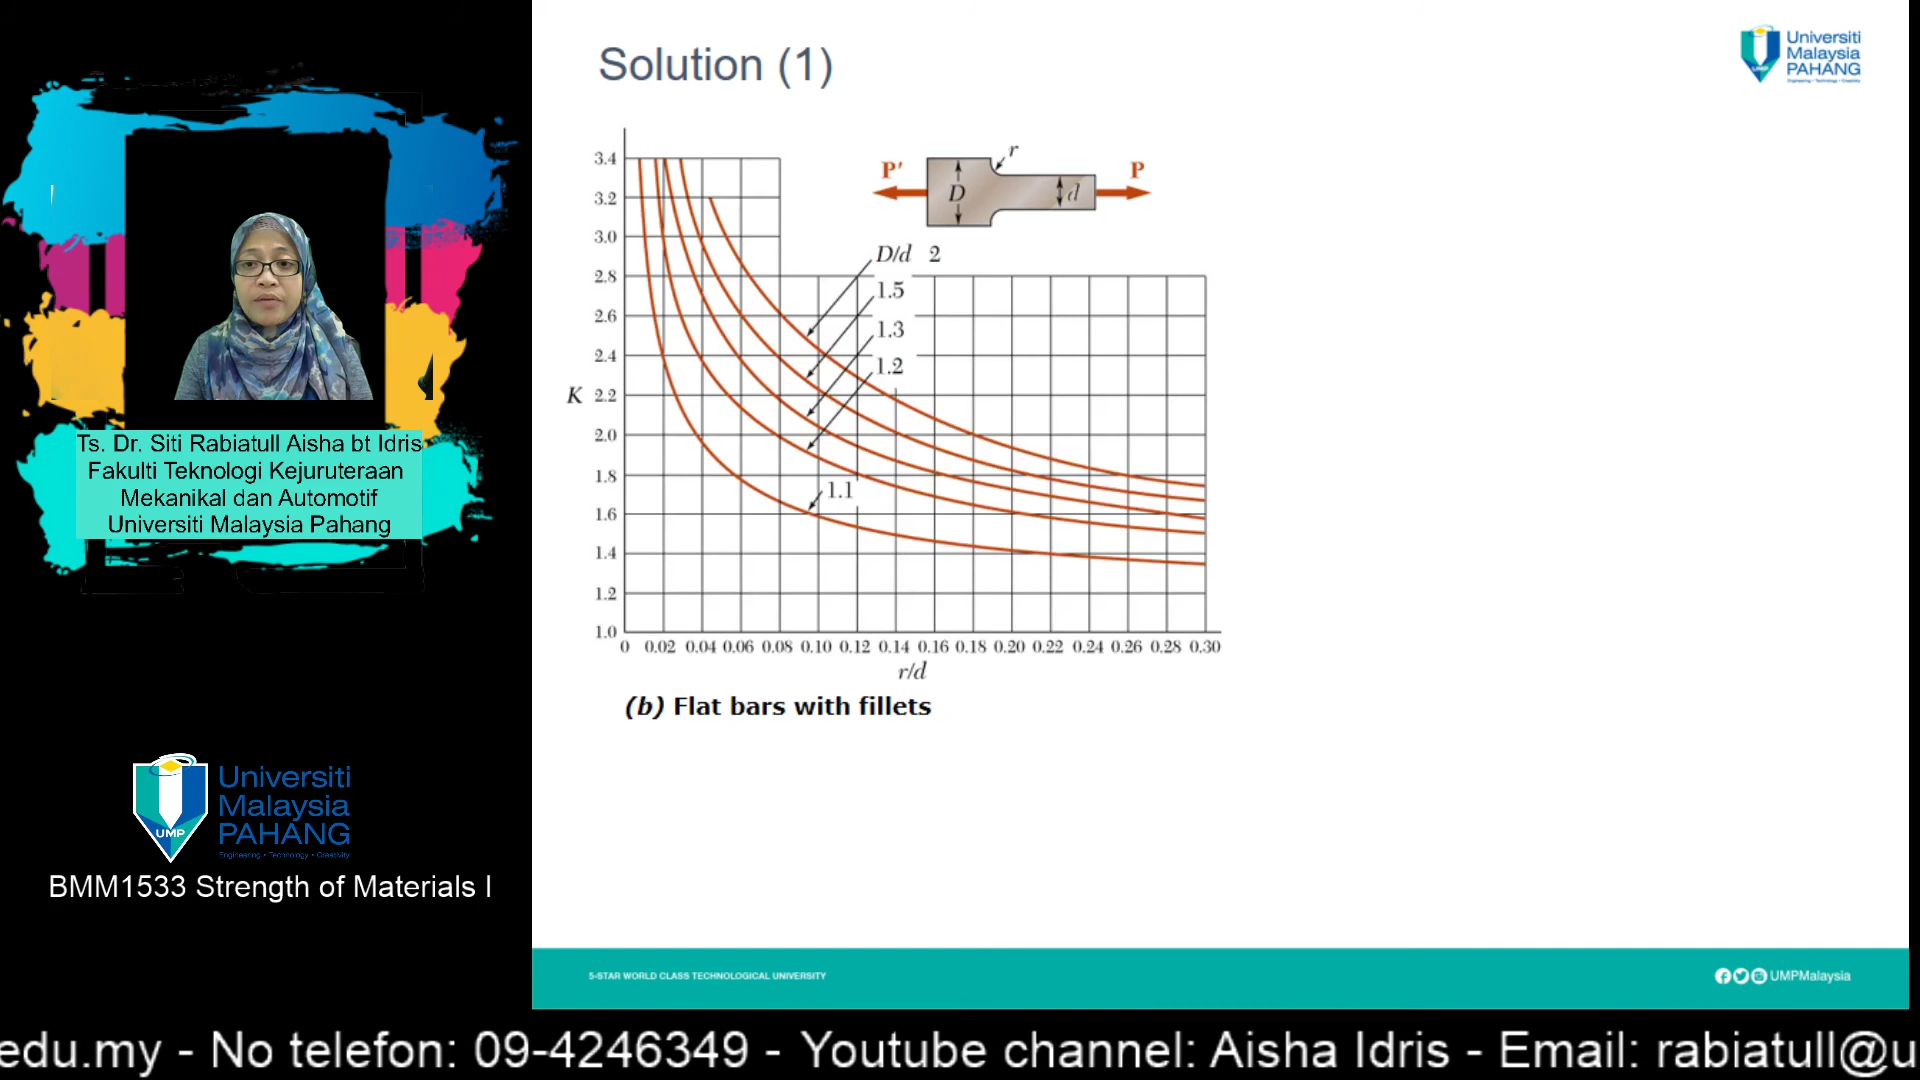 Solution (1)
Universiti
Malaysia
PAHANG
3.4
3.2
3.0
2.8
2.6
2.4
K 2.2
2.0
1.8
1.6
1.4
1.2
1.0
P′
D
r
d
P
D/d 2
1.5
1.3
1.2
1.1
0 0.02 0.04 0.06 0.08 0.10 0.12 0.14 0.16 0.18 0.20 0.22 0.24 0.26 0.28 0.30
r/d
(b) Flat bars with fillets
Ts. Dr. Siti Rabiatull Aisha bt Idris
Fakulti Teknologi Kejuruteraan
Mekanikal dan Automotif
Universiti Malaysia Pahang
UMP
Universiti
Malaysia
PAHANG
Engineering • Technology • Creativity
BMM1533 Strength of Materials I
5-STAR WORLD CLASS TECHNOLOGICAL UNIVERSITY
UMPMalaysia
edu.my - No telefon: 09-4246349 - Youtube channel: Aisha Idris - Email: rabiatull@u